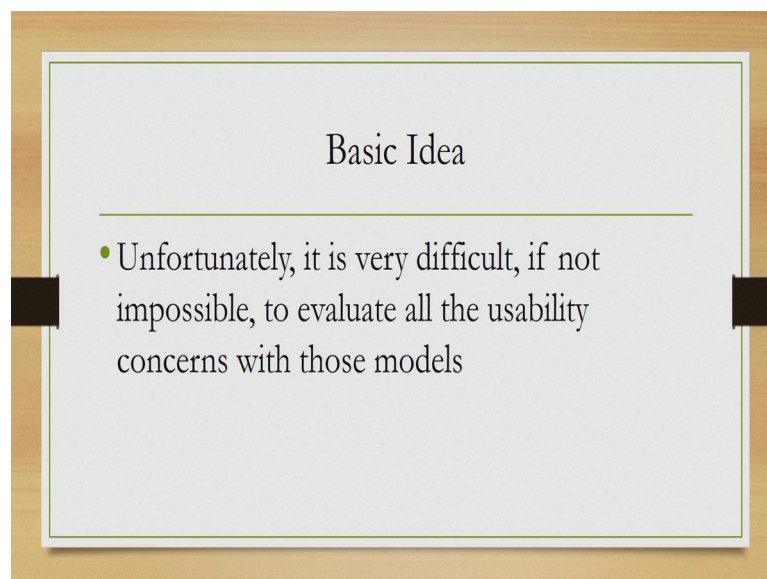 Basic Idea
• Unfortunately, it is very difficult, if not
impossible, to evaluate all the usability
concerns with those models